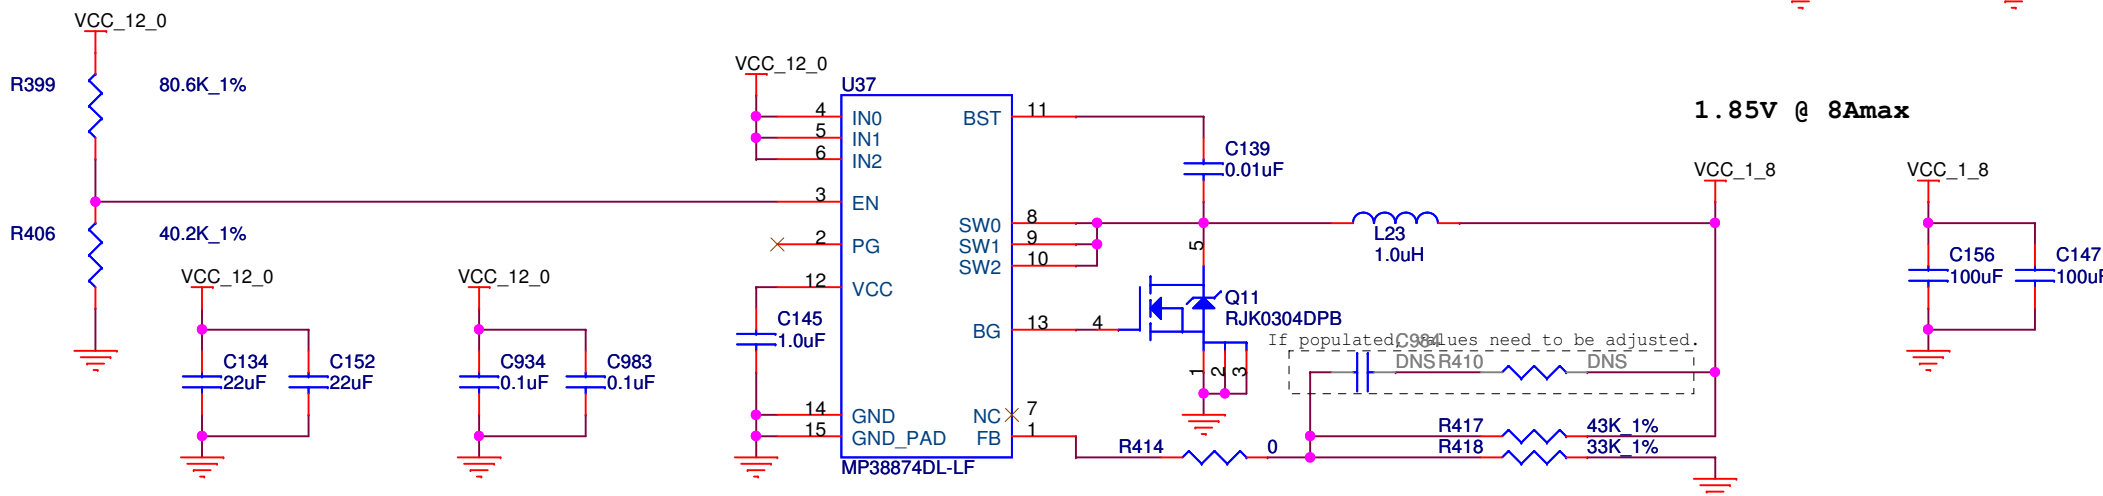 VCC_12_0
R399 80.6K_1%
R406 40.2K_1%
VCC_12_0
C134
22uF
C152
22uF
VCC_12_0
C934
0.1uF
C983
0.1uF
VCC_12_0
U37
4 IN0
5 IN1
6 IN2
3 EN
2 PG
12 VCC
14 GND
15 GND_PAD
BST 11
SW0 8
SW1 9
SW2 10
BG 13
NC 7
FB 1
MP38874DL-LF
C145
1.0uF
C139
0.01uF
L23
1.0uH
5
4
1
2
3
Q11
RJK0304DPB
If populated, values need to be adjusted.
C984
DNS R410 DNS
R414 0
R417 43K_1%
R418 33K_1%
1.85V @ 8Amax
VCC_1_8
VCC_1_8
C156
100uF
C147
100uF